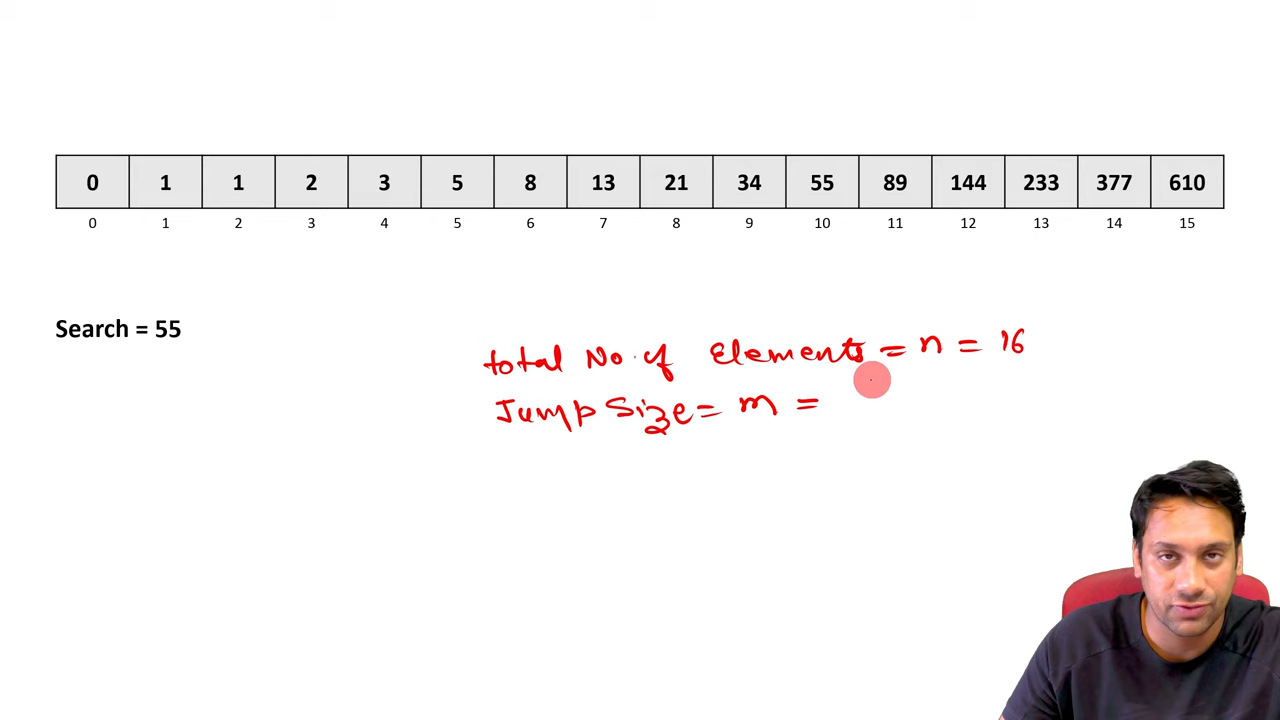 0 1 1 2 3 5 8 13 21 34 55 89 144 233 377 610
0 1 2 3 4 5 6 7 8 9 10 11 12 13 14 15
Search = 55
total No. of Elements = n = 16
Jump Size = m =